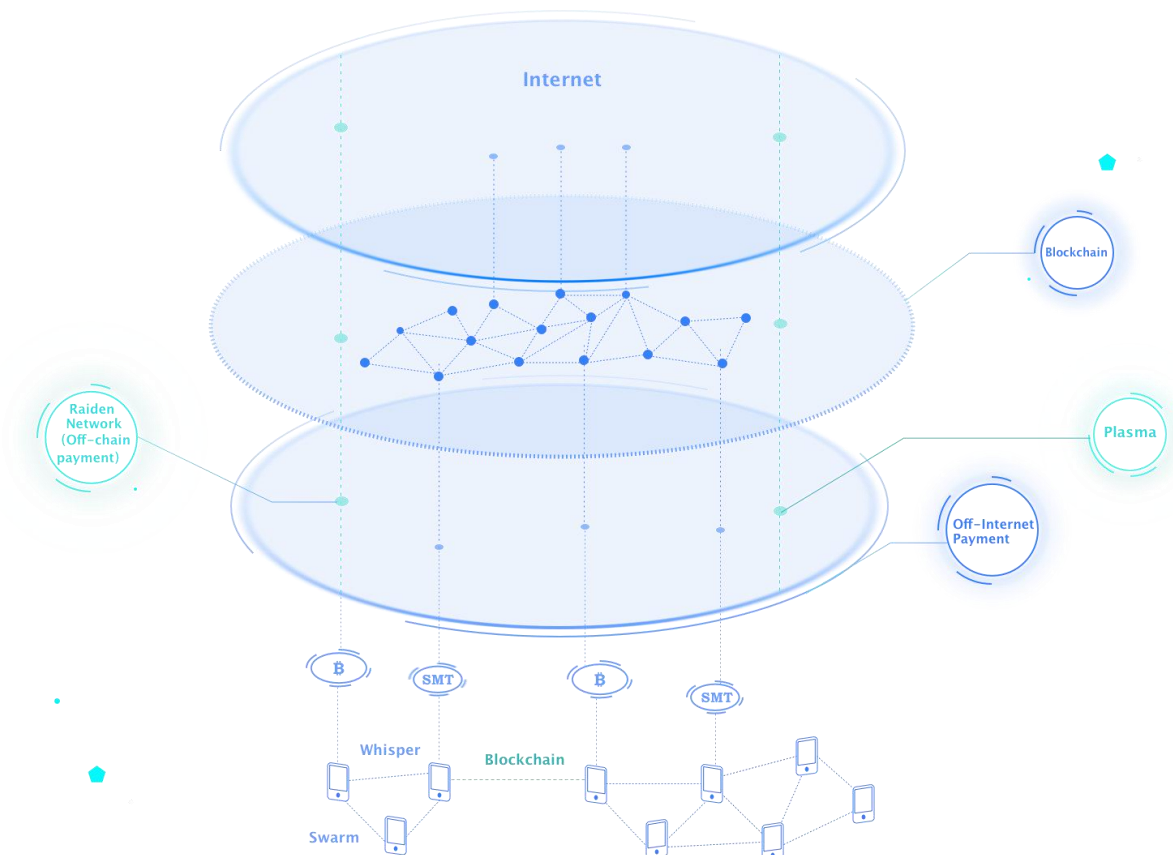 Internet
Blockchain
Raiden
Network
(Off-chain
payment)
Plasma
Off-Internet
Payment
₿
SMT
₿
SMT
Whisper
Blockchain
Swarm